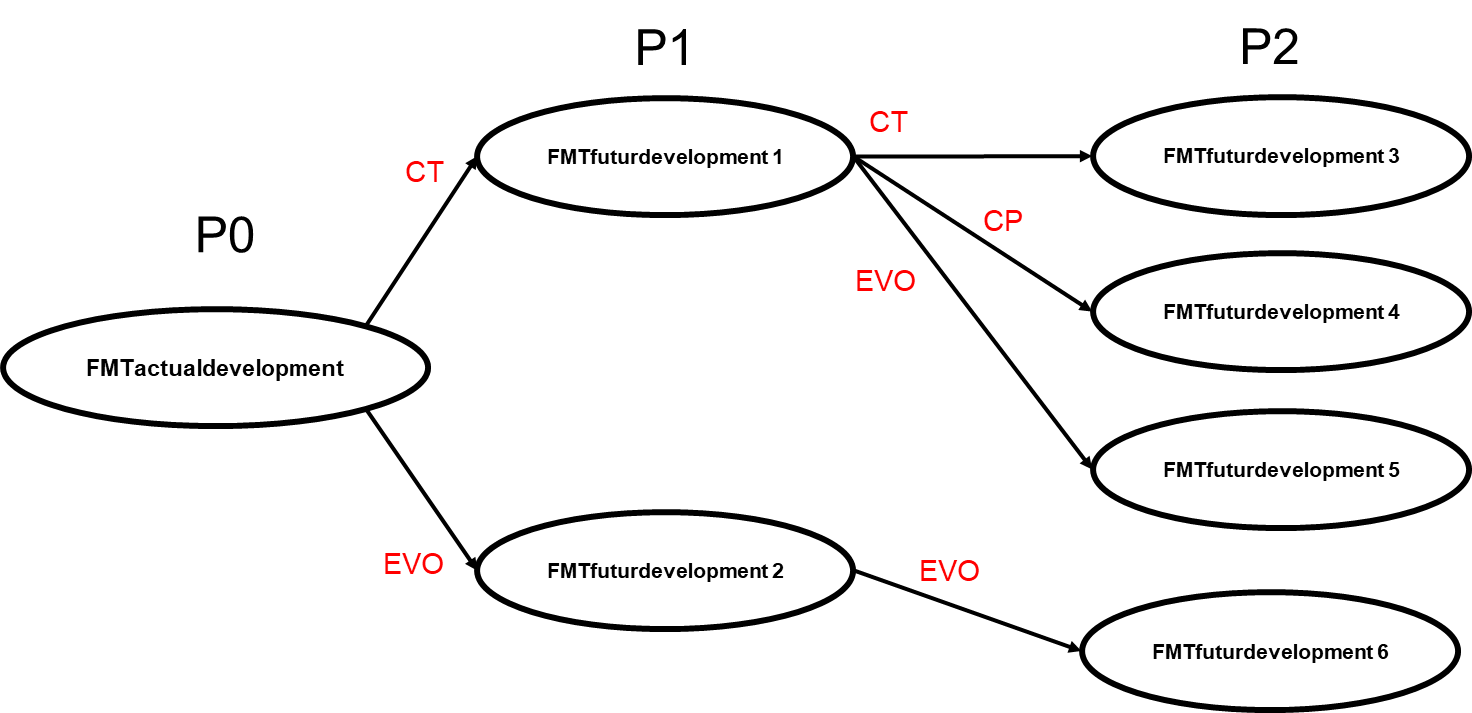 P0
P1
P2
FMTactualdevelopment
CT
EVO
FMTfuturdevelopment 1
FMTfuturdevelopment 2
CT
CP
EVO
EVO
FMTfuturdevelopment 3
FMTfuturdevelopment 4
FMTfuturdevelopment 5
FMTfuturdevelopment 6